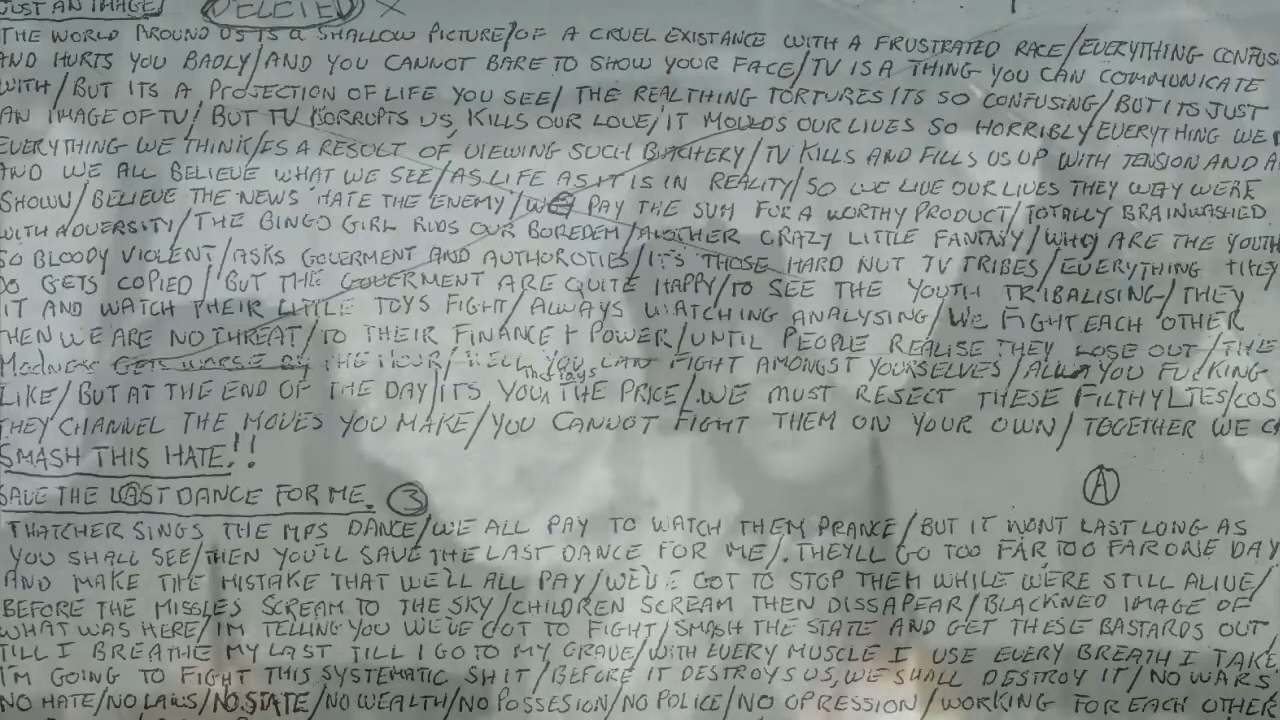 JUST AN IMAGE/ DELETED X
THE WORLD AROUND US IS A SHALLOW PICTURE/OF A CRUEL EXISTANCE WITH A FRUSTRATED RACE/EVERYTHING CONFUS
AND HURTS YOU BADLY/AND YOU CANNOT BARE TO SHOW YOUR FACE/TV IS A THING YOU CAN COMMUNICATE
WITH/BUT ITS A PROJECTION OF LIFE YOU SEE/ THE REAL THING TORTURES ITS SO CONFUSING/BUT ITS JUST
AN IMAGE OF TV/ BUT TV KORRUPTS US, KILLS OUR LOVE/IT MOULDS OUR LIVES SO HORRIBLY/EVERYTHING WE
EVERYTHING WE THINK/IS A RESULT OF VIEWING SUCH BUTCHERY/TV KILLS AND FILLS US UP WITH TENSION AND A
AND WE ALL BELIEVE WHAT WE SEE/AS LIFE AS IT IS IN REALITY/SO WE LIVE OUR LIVES THEY WAY WERE
SHOWN/BELIEVE THE NEWS HATE THE ENEMY/WE PAY THE SUM FOR A WORTHY PRODUCT/TOTALLY BRAINWASHED
WITH ADVERSITY/THE BINGO GIRL RIDS OUR BOREDEM/ANOTHER CRAZY LITTLE FANTASY/WHO ARE THE YOUTH
SO BLOODY VIOLENT/ASKS GOVERMENT AND AUTHOROTIES/IT'S THOSE HARD NUT TV TRIBES/EVERYTHING THEY
DO GETS COPIED/BUT THE GOVERMENT ARE QUITE HAPPY/TO SEE THE YOUTH TRIBALISING/THEY
IT AND WATCH THEIR LITTLE TOYS FIGHT/ALWAYS WATCHING ANALYSING/WE FIGHT EACH OTHER
THEN WE ARE NO THREAT/TO THEIR FINANCE + POWER/UNTIL PEOPLE REALISE THEY LOSE OUT/THE
MADNESS GETS WORSE BY THE HOUR/WELL YOU CAN FIGHT AMONGST YOURSELVES/ALL YOU FUCKING
LIKE/BUT AT THE END OF THE DAY/ITS YOU THAT PAYS THE PRICE/.WE MUST REJECT THESE FILTHY LIES/COS
THEY CHANNEL THE MOVES YOU MAKE/YOU CANNOT FIGHT THEM ON YOUR OWN/TOGETHER WE C
SMASH THIS HATE!!
SAVE THE LAST DANCE FOR ME. 3 A
THATCHER SINGS THE MPS DANCE/WE ALL PAY TO WATCH THEM PRANCE/BUT IT WONT LAST LONG AS
YOU SHALL SEE/THEN YOU'LL SAVE THE LAST DANCE FOR ME/.THEYLL GO TOO FAR TOO FAR ONE DAY
AND MAKE THE MISTAKE THAT WE'LL ALL PAY/WE'VE GOT TO STOP THEM WHILE WE'RE STILL ALIVE/
BEFORE THE MISSLES SCREAM TO THE SKY/CHILDREN SCREAM THEN DISSAPEAR/BLACKNED IMAGE OF
WHAT WAS HERE/IM TELLING YOU WE'VE GOT TO FIGHT/SMASH THE STATE AND GET THESE BASTARDS OUT
TILL I BREATHE MY LAST TILL I GO TO MY GRAVE/WITH EVERY MUSCLE I USE EVERY BREATH I TAKE
I'M GOING TO FIGHT THIS SYSTEMATIC SHIT/BEFORE IT DESTROYS US, WE SHALL DESTROY IT/NO WARS
NO HATE/NO LAWS/NO STATE/NO WEALTH/NO POSSESION/NO POLICE/NO OPRESSION/WORKING FOR EACH OTHER